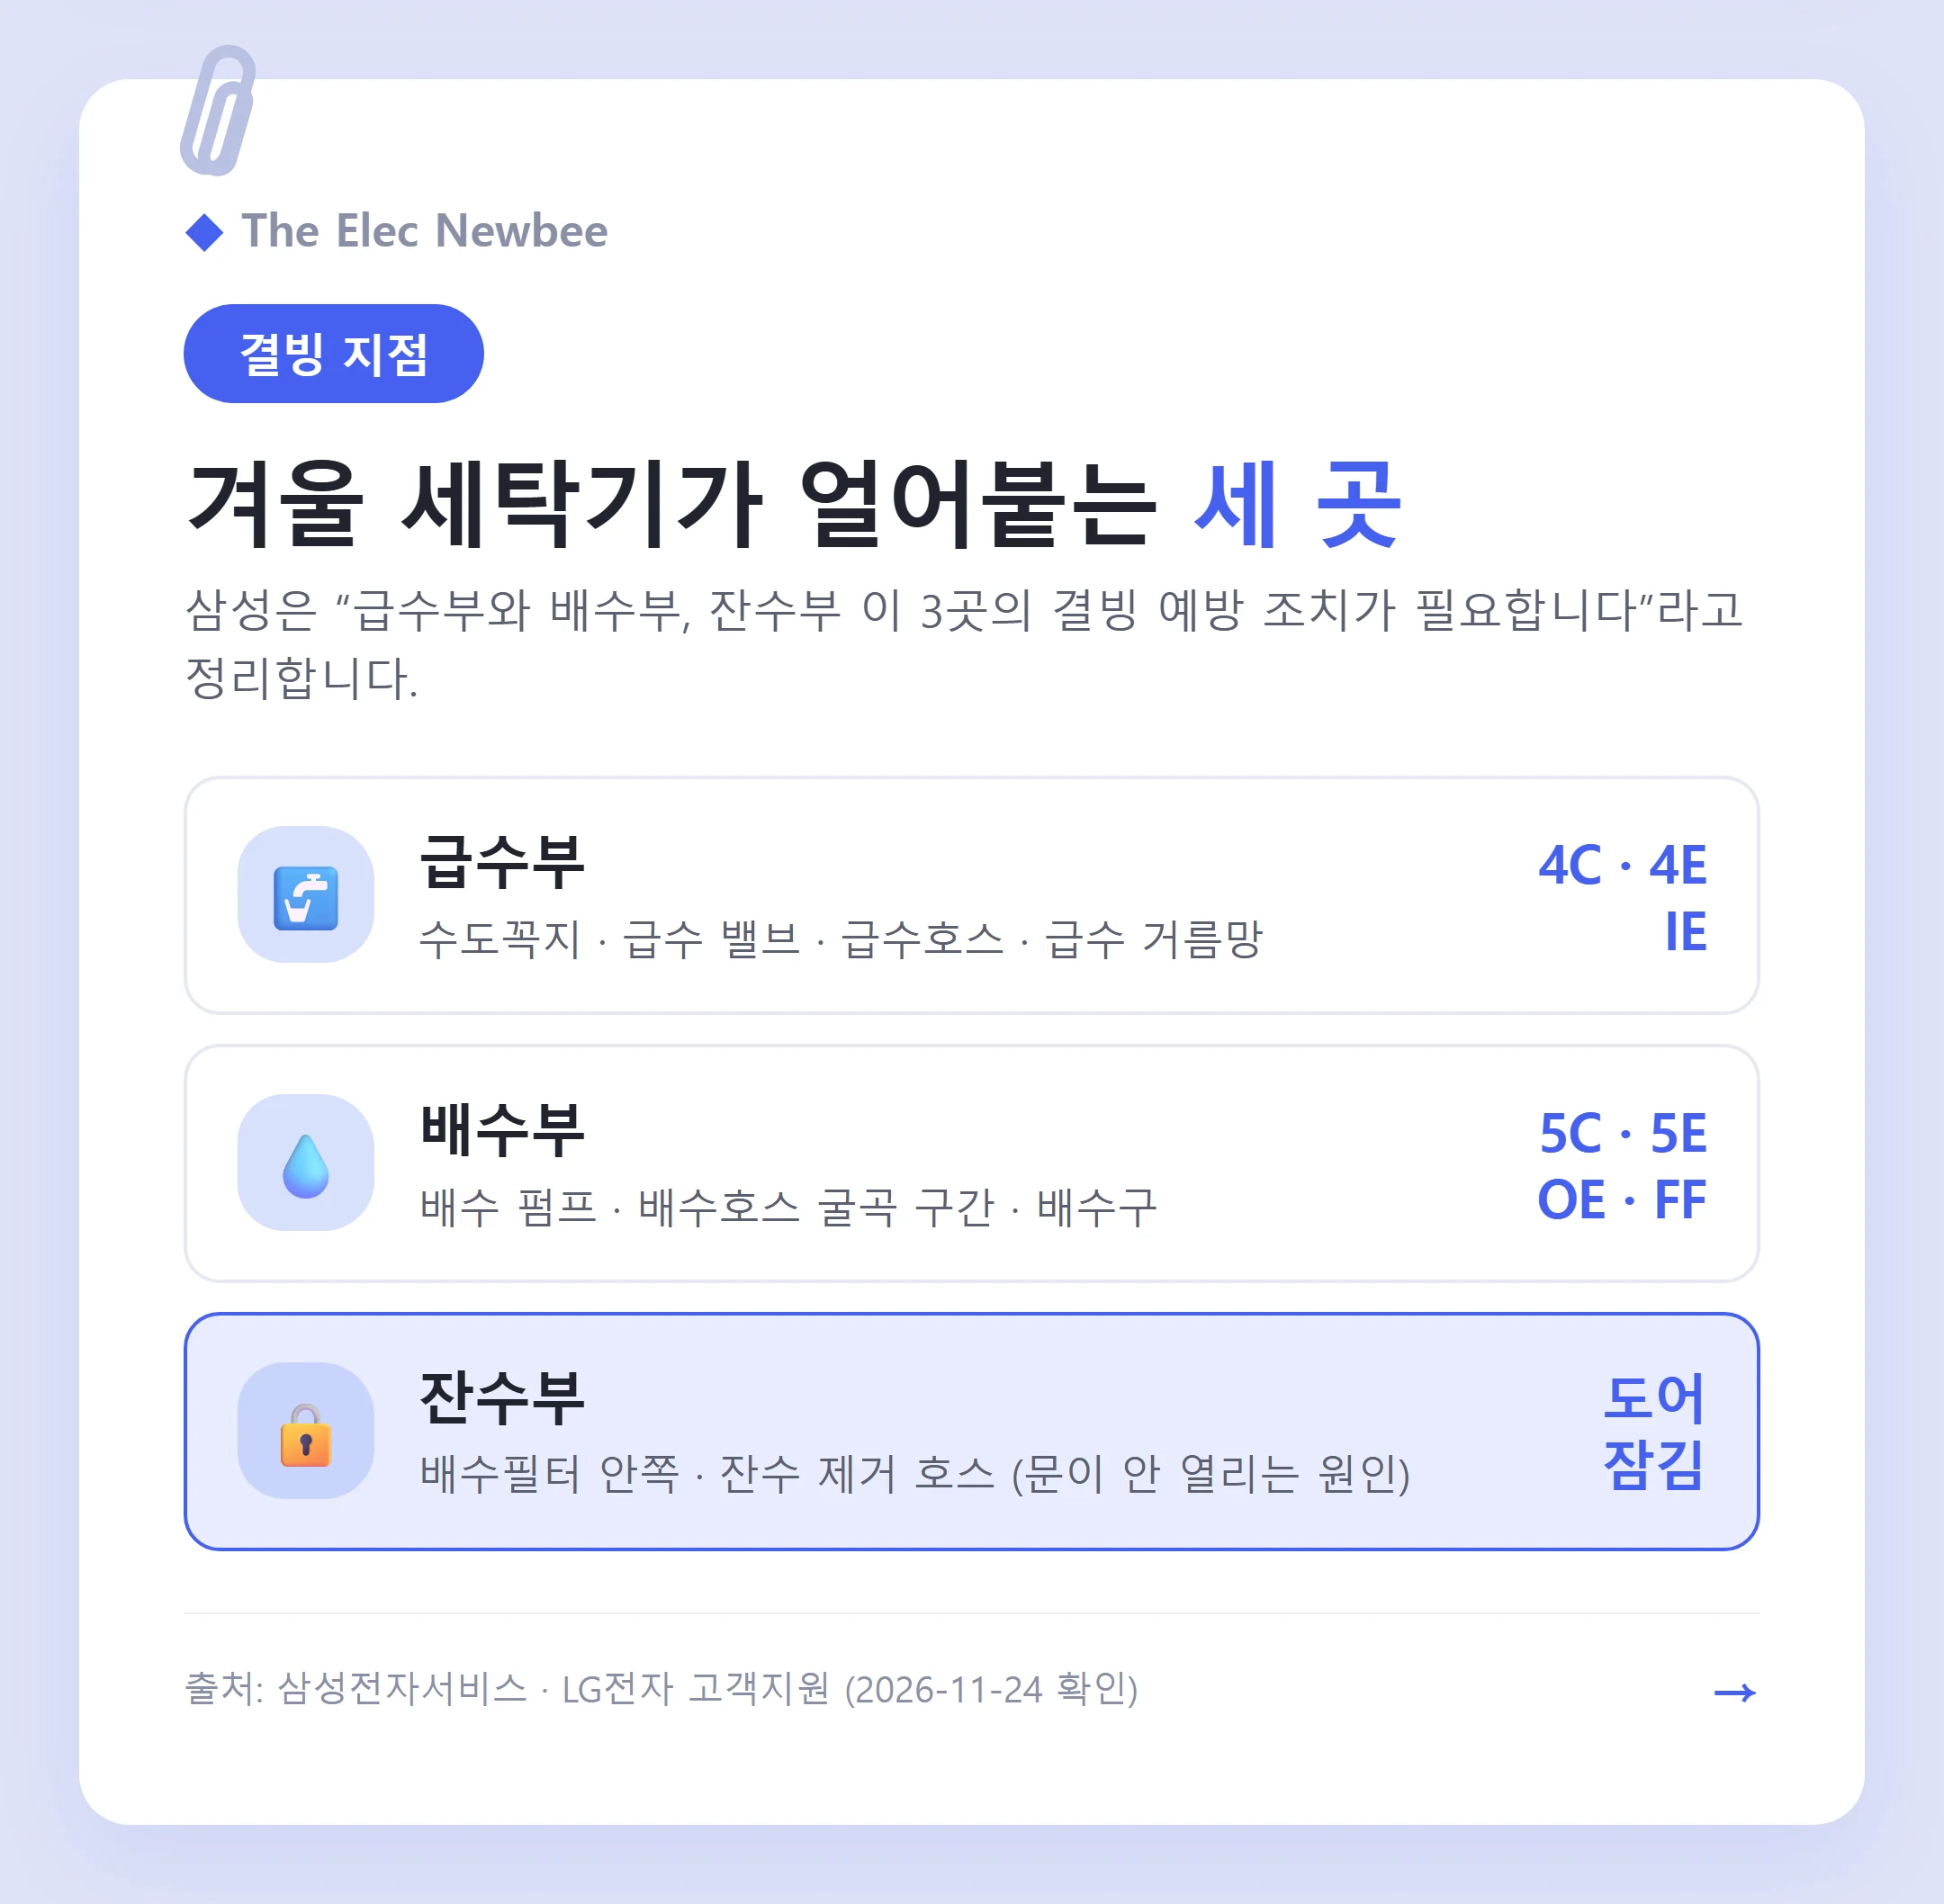 The Elec Newbee
결빙 지점
겨울 세탁기가 얼어붙는 세 곳
삼성은 “급수부와 배수부, 잔수부 이 3곳의 결빙 예방 조치가 필요합니다”라고
정리합니다.
급수부
수도꼭지 · 급수 밸브 · 급수호스 · 급수 거름망
4C · 4E
IE
배수부
배수 펌프 · 배수호스 굴곡 구간 · 배수구
5C · 5E
OE · FF
잔수부
배수필터 안쪽 · 잔수 제거 호스 (문이 안 열리는 원인)
도어
잠김
출처: 삼성전자서비스 · LG전자 고객지원 (2026-11-24 확인)
→